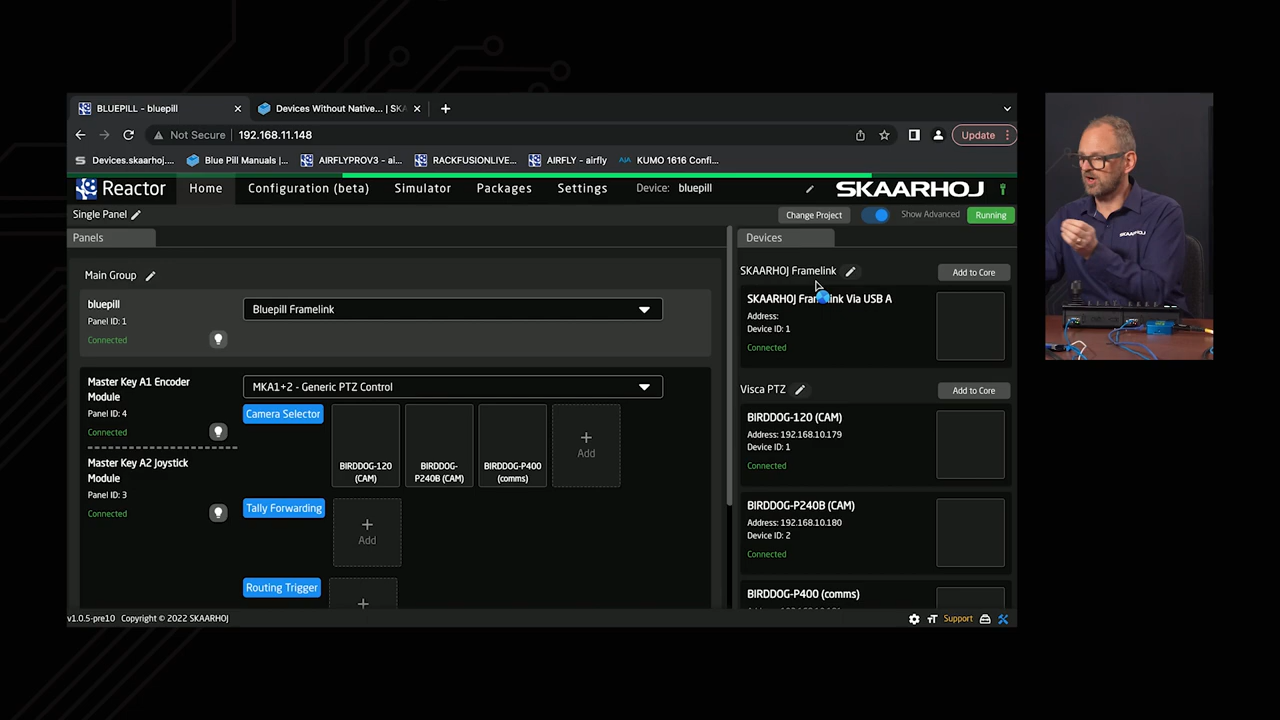 BLUEPILL - bluepill
Devices Without Native... | SKA
Not Secure
192.168.11.148
Update
Devices.skaarhoj....
Blue Pill Manuals |...
AIRFLYPROV3 - ai...
RACKFUSIONLIVE...
AIRFLY - airfly
AJA KUMO 1616 Confi...
Reactor
Home
Configuration (beta)
Simulator
Packages
Settings
Device: bluepill
SKAARHOJ
Single Panel
Change Project
Show Advanced
Running
Panels
Main Group
bluepill
Panel ID: 1
Connected
Bluepill Framelink
Master Key A1 Encoder
Module
Panel ID: 4
Connected
Master Key A2 Joystick
Module
Panel ID: 3
Connected
MKA1+2 - Generic PTZ Control
Camera Selector
BIRDDOG-120
(CAM)
BIRDDOG-
P240B (CAM)
BIRDDOG-P400
(comms)
+
Add
Tally Forwarding
+
Add
Routing Trigger
+
Devices
SKAARHOJ Framelink
Add to Core
SKAARHOJ Framelink Via USB A
Address:
Device ID: 1
Connected
Visca PTZ
Add to Core
BIRDDOG-120 (CAM)
Address: 192.168.10.179
Device ID: 1
Connected
BIRDDOG-P240B (CAM)
Address: 192.168.10.180
Device ID: 2
Connected
BIRDDOG-P400 (comms)
v1.0.5-pre10 Copyright © 2022 SKAARHOJ
Support
SKAARHOJ